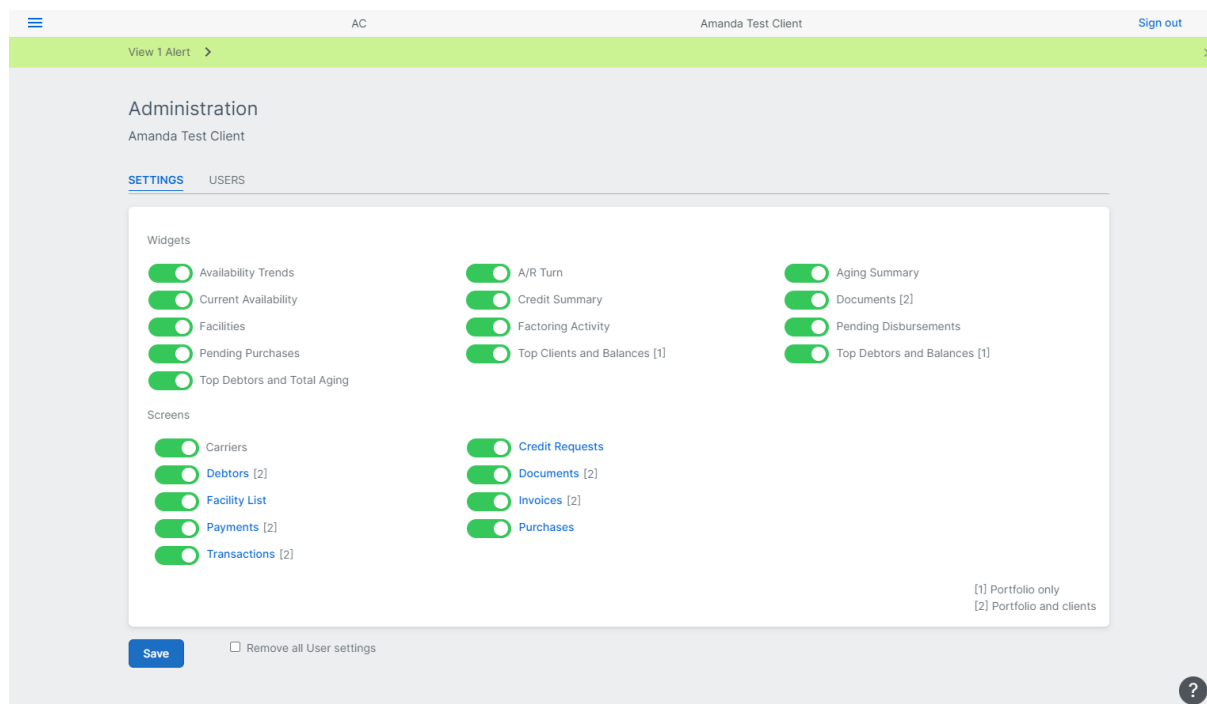 AC Amanda Test Client Sign out
View 1 Alert
Administration
Amanda Test Client
SETTINGS USERS
Widgets
Availability Trends A/R Turn Aging Summary
Current Availability Credit Summary Documents [2]
Facilities Factoring Activity Pending Disbursements
Pending Purchases Top Clients and Balances [1] Top Debtors and Balances [1]
Top Debtors and Total Aging
Screens
Carriers Credit Requests
Debtors [2] Documents [2]
Facility List Invoices [2]
Payments [2] Purchases
Transactions [2]
[1] Portfolio only
[2] Portfolio and clients
Save Remove all User settings
?